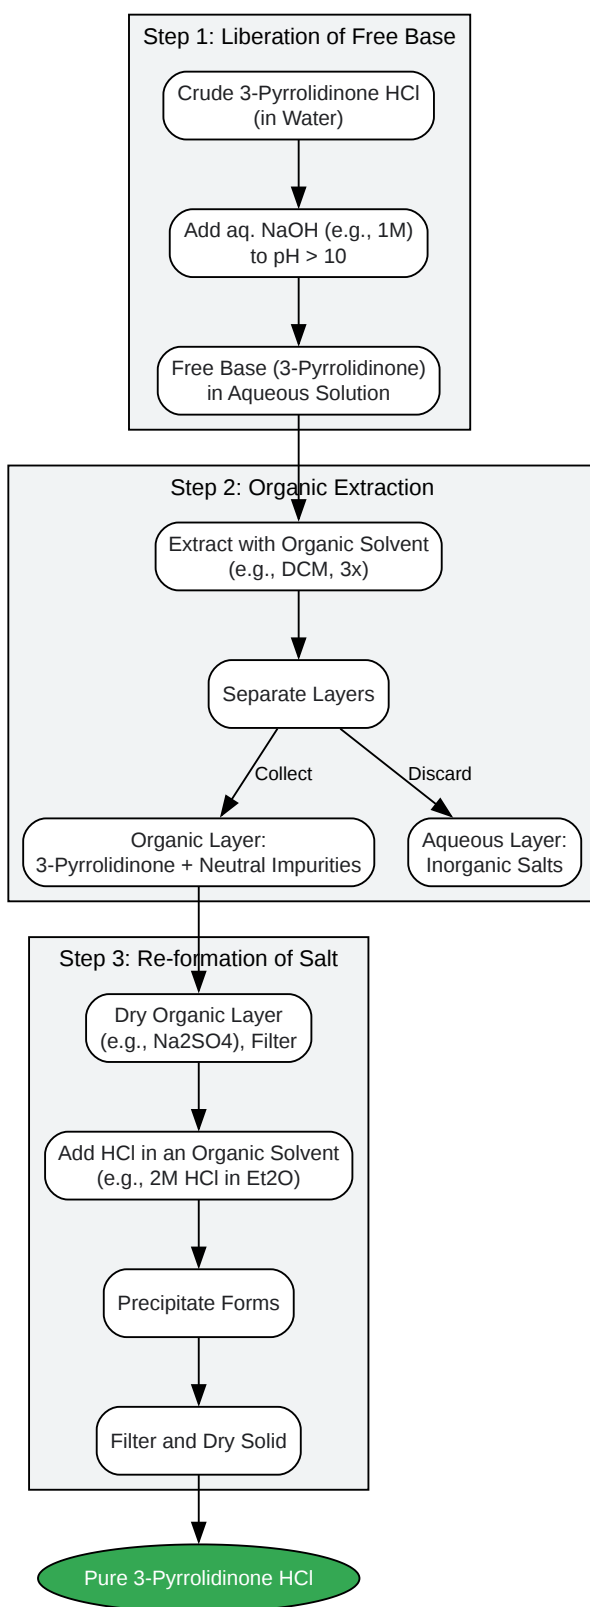 Step 1: Liberation of Free Base
Crude 3-Pyrrolidinone HCl
(in Water)
Add aq. NaOH (e.g., 1M)
to pH > 10
Free Base (3-Pyrrolidinone)
in Aqueous Solution
Step 2: Organic Extraction
Extract with Organic Solvent
(e.g., DCM, 3x)
Separate Layers
Collect
Discard
Organic Layer:
3-Pyrrolidinone + Neutral Impurities
Aqueous Layer:
Inorganic Salts
Step 3: Re-formation of Salt
Dry Organic Layer
(e.g., Na2SO4), Filter
Add HCl in an Organic Solvent
(e.g., 2M HCl in Et2O)
Precipitate Forms
Filter and Dry Solid
Pure 3-Pyrrolidinone HCl